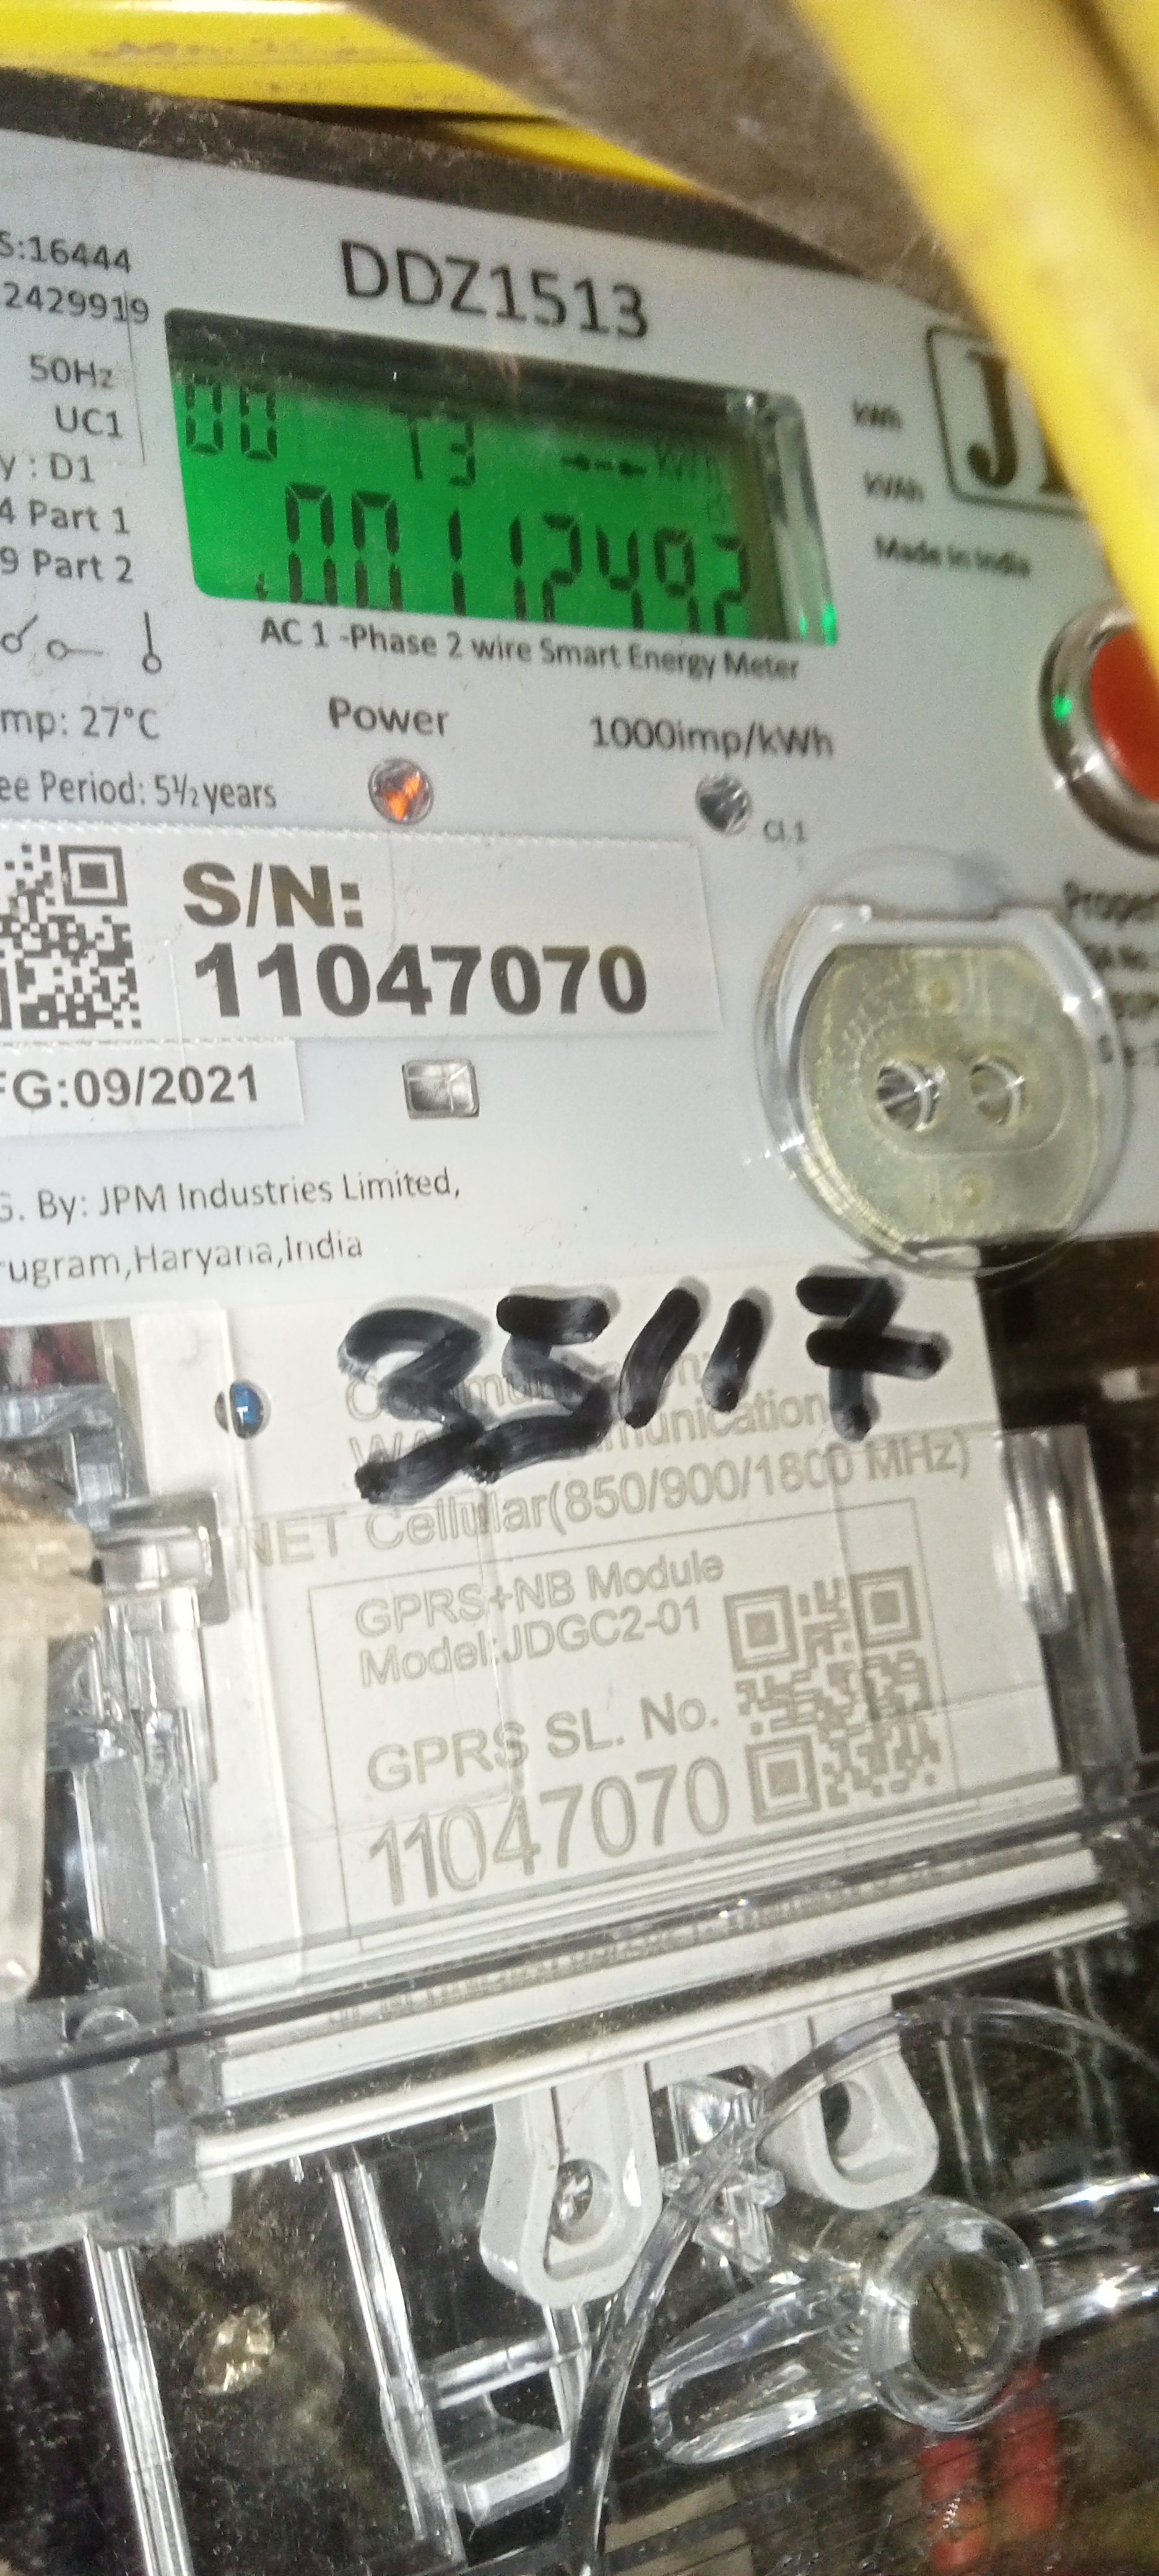 S:16444
2429919
50Hz
UC1
y : D1
4 Part 1
9 Part 2
DDZ1513
00 T3
00112492
kWh
kVAh
Made in India
AC 1 -Phase 2 wire Smart Energy Meter
mp: 27°C
Power
1000imp/kWh
ee Period: 5½ years
Cl.1
S/N:
11047070
FG:09/2021
G. By: JPM Industries Limited,
rugram,Haryana,India
35117
NET Cellular(850/900/1800 MHz)
GPRS+NB Module
Model:JDGC2-01
GPRS SL. No.
11047070